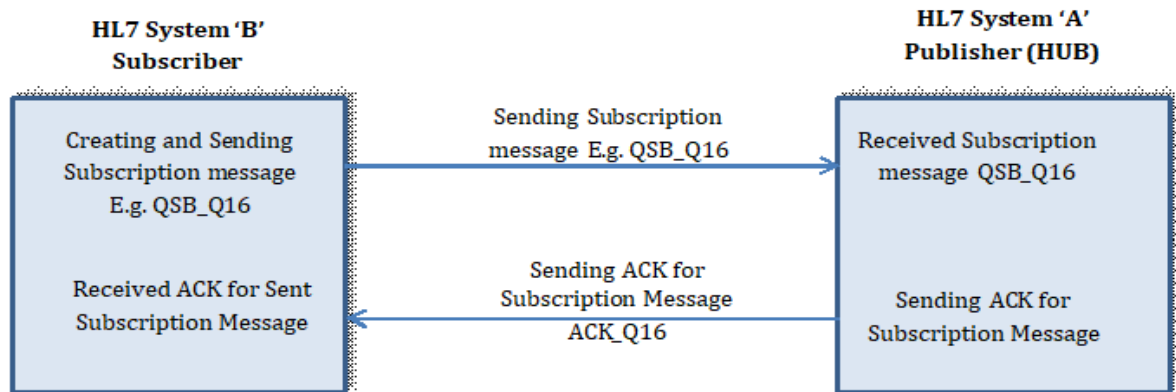 HL7 System ‘B’
Subscriber
HL7 System ‘A’
Publisher (HUB)
Creating and Sending
Subscription message
E.g. QSB_Q16
Sending Subscription
message E.g. QSB_Q16
Received Subscription
message QSB_Q16
Received ACK for Sent
Subscription Message
Sending ACK for
Subscription Message
ACK_Q16
Sending ACK for
Subscription Message